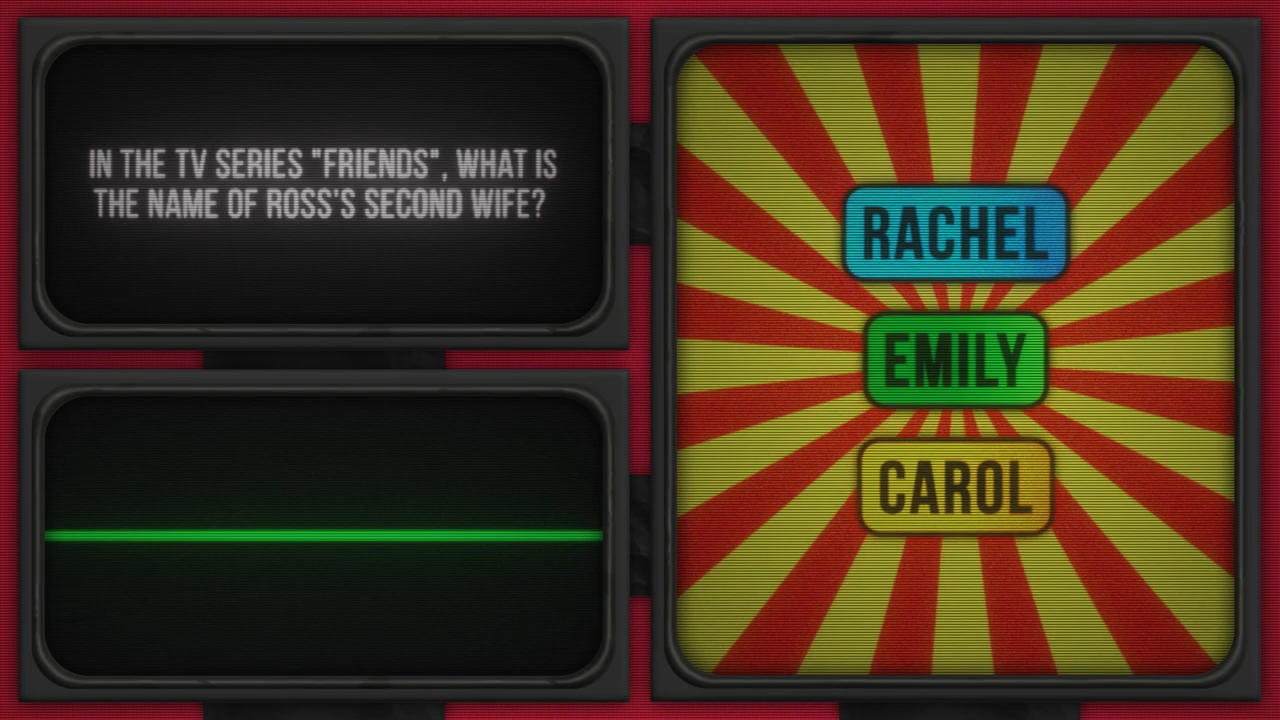 IN THE TV SERIES "FRIENDS", WHAT IS
THE NAME OF ROSS'S SECOND WIFE?
RACHEL
EMILY
CAROL